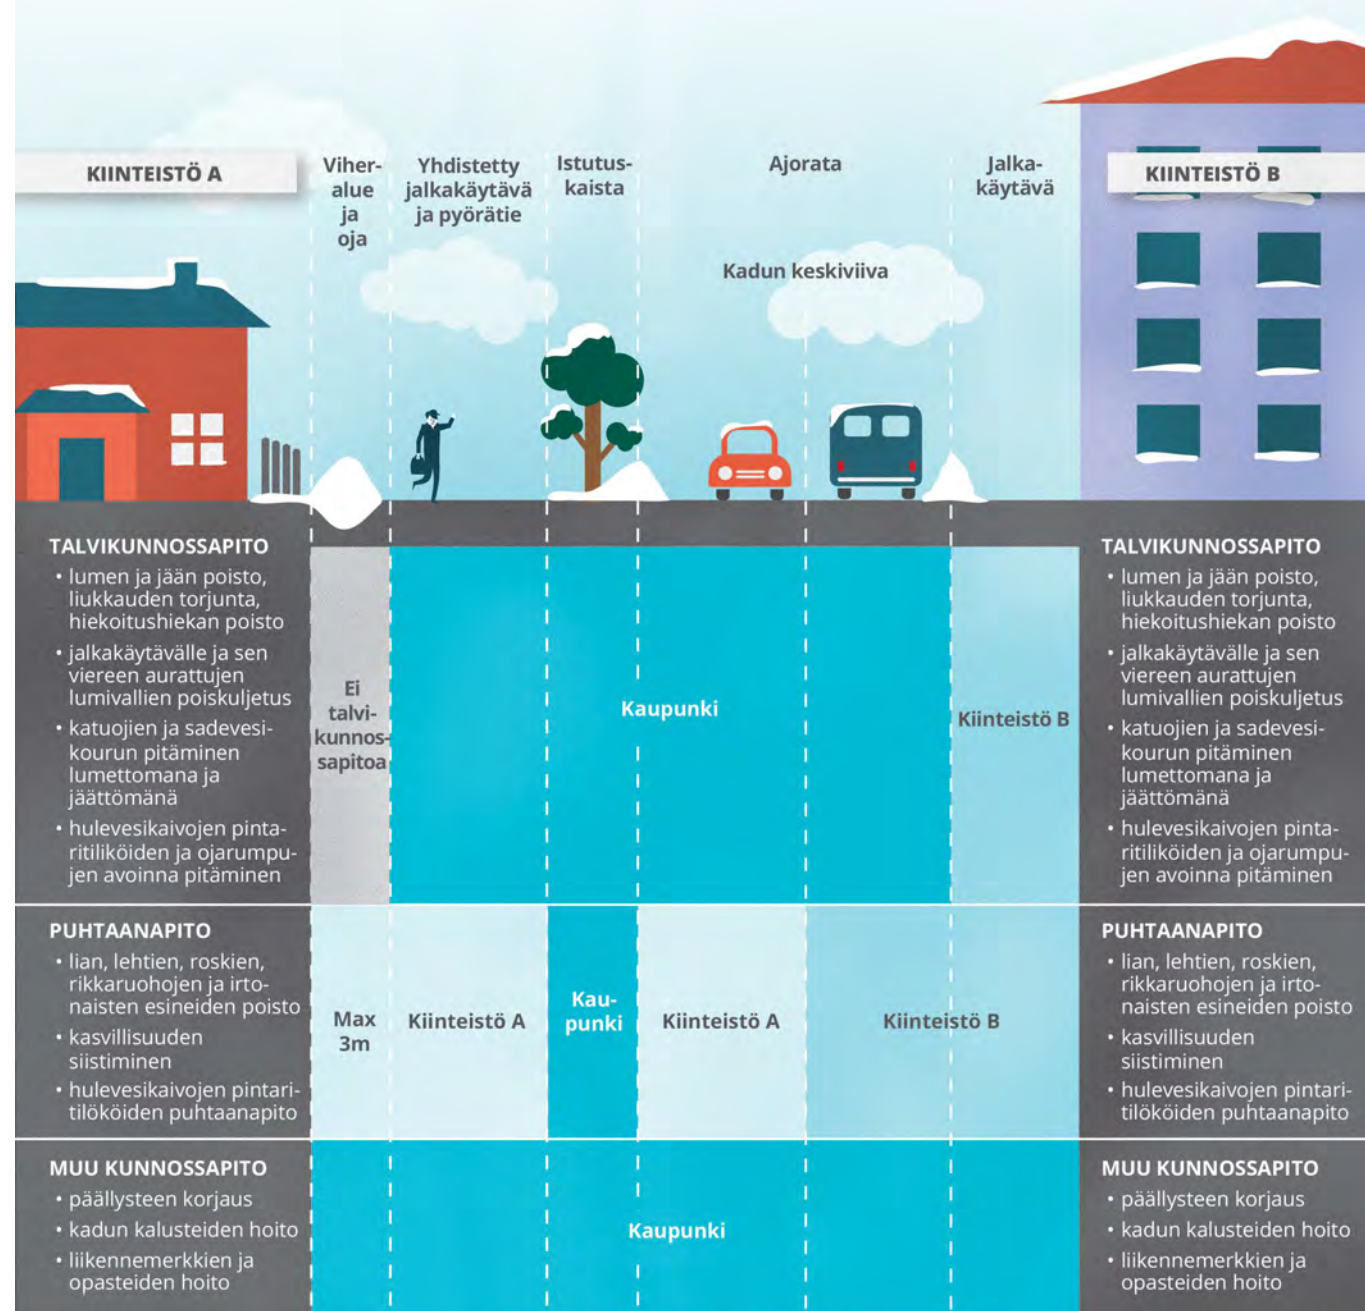 KIINTEISTÖ A
Viher-
alue
ja
oja
Yhdistetty
jalkakäytävä
ja pyörätie
Istutus-
kaista
Ajorata
Jalka-
käytävä
KIINTEISTÖ B
Kadun keskiviiva
TALVIKUNNOSSAPITO
• lumen ja jään poisto,
liukkauden torjunta,
hiekoitushiekan poisto
• jalkakäytävälle ja sen
viereen aurattujen
lumivallien poiskuljetus
• katuojien ja sadevesi-
kourun pitäminen
lumettomana ja
jäättömänä
• hulevesikaivojen pinta-
ritiliköiden ja ojarumpu-
jen avoinna pitäminen
Ei
talvi-
kunnos-
sapitoa
Kaupunki
Kiinteistö B
TALVIKUNNOSSAPITO
• lumen ja jään poisto,
liukkauden torjunta,
hiekoitushiekan poisto
• jalkakäytävälle ja sen
viereen aurattujen
lumivallien poiskuljetus
• katuojien ja sadevesi-
kourun pitäminen
lumettomana ja
jäättömänä
• hulevesikaivojen pinta-
ritiliköiden ja ojarumpu-
jen avoinna pitäminen
PUHTAANAPITO
• lian, lehtien, roskien,
rikkaruohojen ja irto-
naisten esineiden poisto
• kasvillisuuden
siistiminen
• hulevesikaivojen pintari-
tilököiden puhtaanapito
Max
3m
Kiinteistö A
Kau-
punki
Kiinteistö A
Kiinteistö B
PUHTAANAPITO
• lian, lehtien, roskien,
rikkaruohojen ja irto-
naisten esineiden poisto
• kasvillisuuden
siistiminen
• hulevesikaivojen pintari-
tilököiden puhtaanapito
MUU KUNNOSSAPITO
• päällysteen korjaus
• kadun kalusteiden hoito
• liikennemerkkien ja
opasteiden hoito
Kaupunki
MUU KUNNOSSAPITO
• päällysteen korjaus
• kadun kalusteiden hoito
• liikennemerkkien ja
opasteiden hoito